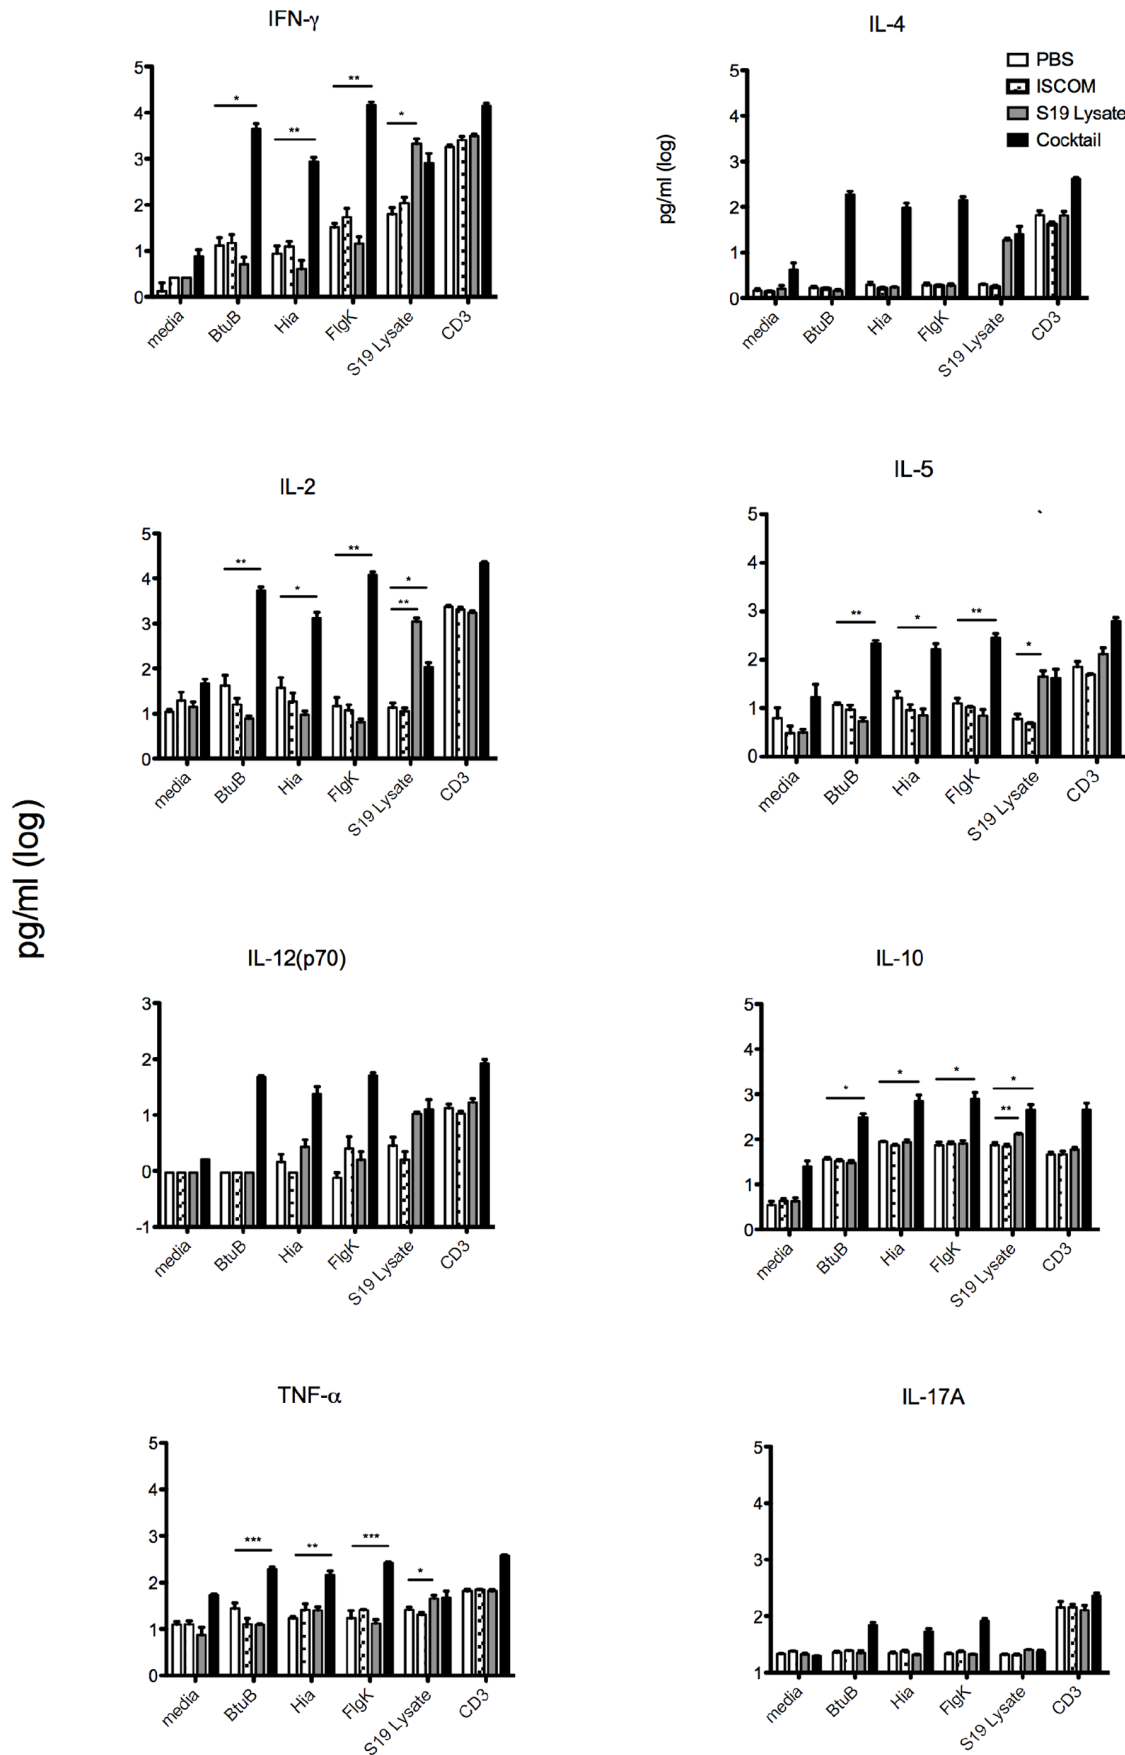 IFN-γ
5
4
3
2
1
0
*
**
**
*
media
BtuB
Hia
FlgK
S19 Lysate
CD3
IL-4
PBS
ISCOM
S19 Lysate
Cocktail
pg/ml (log)
5
4
3
2
1
0
media
BtuB
Hia
FlgK
S19 Lysate
CD3
IL-2
5
4
3
2
1
0
**
*
**
*
**
media
BtuB
Hia
FlgK
S19 Lysate
CD3
IL-5
5
4
3
2
1
0
**
*
**
*
media
BtuB
Hia
FlgK
S19 Lysate
CD3
pg/ml (log)
IL-12(p70)
3
2
1
0
-1
media
BtuB
Hia
FlgK
S19 Lysate
CD3
IL-10
5
4
3
2
1
0
*
*
*
*
**
media
BtuB
Hia
FlgK
S19 Lysate
CD3
TNF-α
5
4
3
2
1
0
***
**
***
*
media
BtuB
Hia
FlgK
S19 Lysate
CD3
IL-17A
5
4
3
2
1
media
BtuB
Hia
FlgK
S19 Lysate
CD3